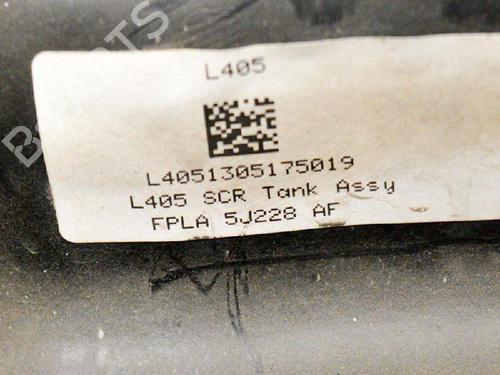 L405
L4051305175019
L405 SCR Tank Assy
FPLA 5J228 AF